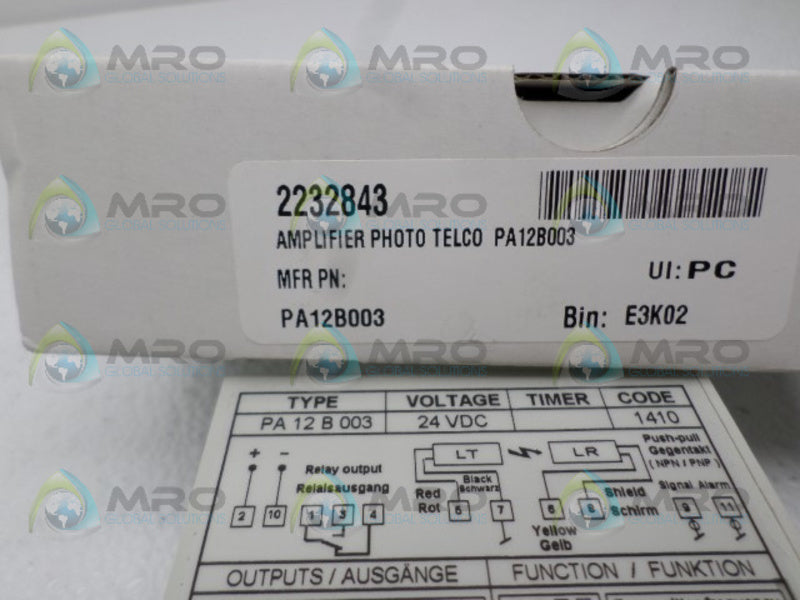 2232843
AMPLIFIER PHOTO TELCO PA12B003
MFR PN:
UI: PC
PA12B003
Bin: E3K02
TYPE VOLTAGE TIMER CODE
PA 12 B 003 24 VDC 1410
+ -
Relay output
Relaisausgang
2 10 1 3 4
LT LR
Black
Schwarz
Red
Rot
5 7
Push-pull
Gegentakt
(NPN / PNP)
Shield
Schirm
Signal Alarm
6 8 9 11
Yellow
Gelb
OUTPUTS / AUSGÄNGE FUNCTION / FUNKTION
MRO
GLOBAL SOLUTIONS